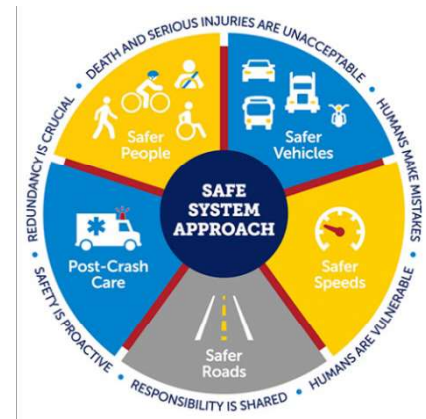 DEATH AND SERIOUS INJURIES ARE UNACCEPTABLE
HUMANS MAKE MISTAKES
HUMANS ARE VULNERABLE
RESPONSIBILITY IS SHARED
SAFETY IS PROACTIVE
REDUNDANCY IS CRUCIAL
Safer
People
Safer
Vehicles
SAFE
SYSTEM
APPROACH
Post-Crash
Care
Safer
Speeds
Safer
Roads